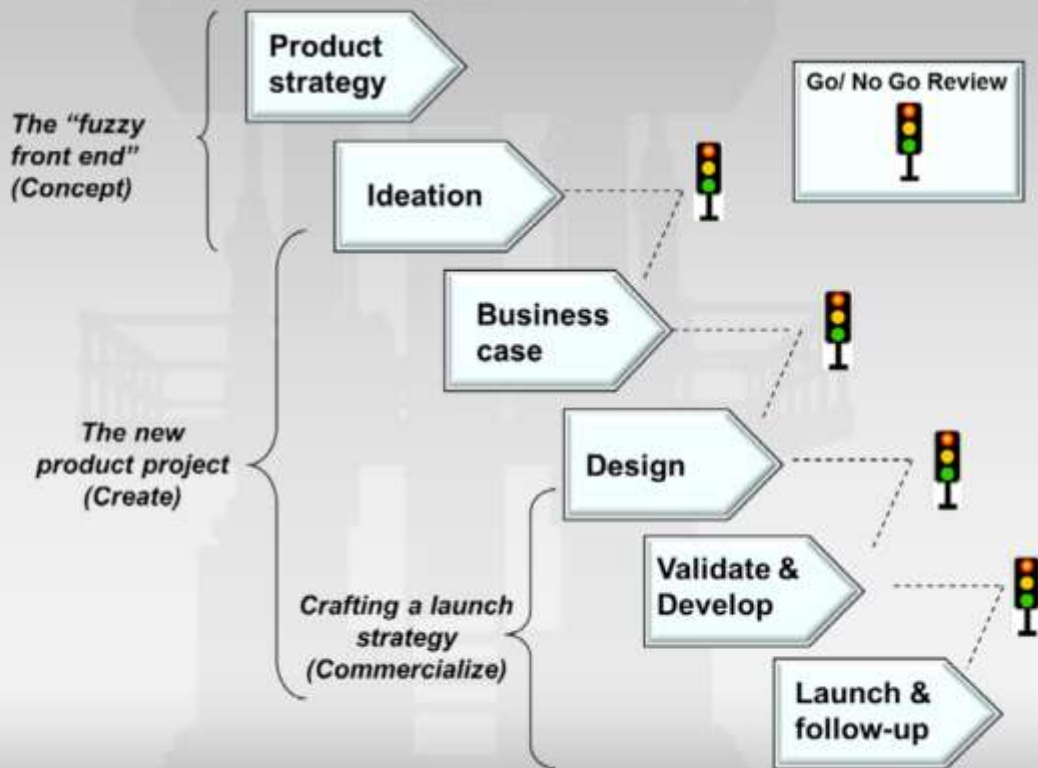 Product
strategy
Go/ No Go Review
The “fuzzy
front end”
(Concept)
Ideation
Business
case
The new
product project
(Create)
Design
Validate &
Develop
Crafting a launch
strategy
(Commercialize)
Launch &
follow-up